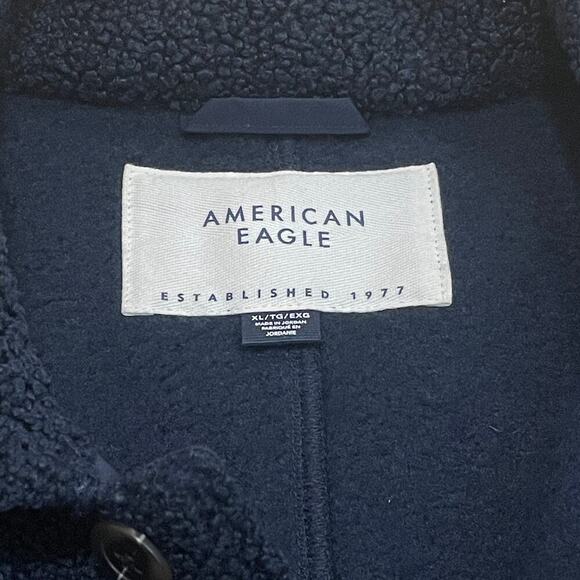 AMERICAN
EAGLE
ESTABLISHED 1977
XL/TG/EXG
MADE IN JORDAN
FABRIQUÉ EN
JORDANIE